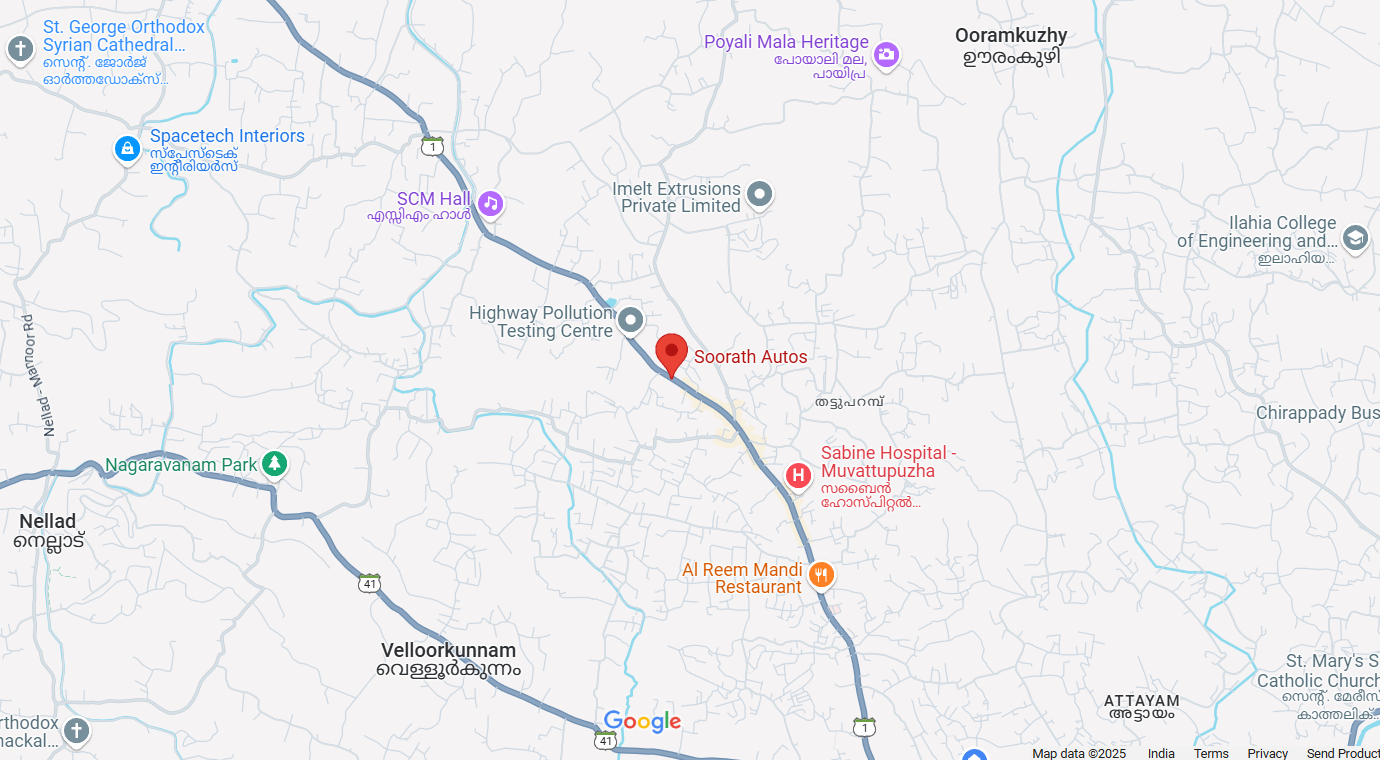 St. George Orthodox
Syrian Cathedral...
സെന്റ്. ജോർജ്
ഓർത്തഡോക്സ്...
Ooramkuzhy
ഊരംകുഴി
Poyali Mala Heritage
പോയാലി മല,
പായിപ്ര
Spacetech Interiors
സ്പേസ്ടെക്
ഇന്റീരിയർസ്
1
SCM Hall
എസ്സിഎം ഹാൾ
Imelt Extrusions
Private Limited
Ilahia College
of Engineering and...
ഇലാഹിയ...
Highway Pollution
Testing Centre
Nellad - Mannoor Rd
Soorath Autos
തട്ടുപറമ്പ്
Chirappady Bus
Nagaravanam Park
Sabine Hospital -
Muvattupuzha
സബൈൻ
ഹോസ്പിറ്റൽ...
H
Nellad
നെല്ലാട്
41
Al Reem Mandi
Restaurant
Velloorkunnam
വെള്ളൂർകുന്നം
St. Mary's S
Catholic Church
സെന്റ്. മേരീസ്
കാത്തലിക്...
ATTAYAM
അട്ടായം
rthodox
nackal...
Google
41
1
Map data ©2025 India Terms Privacy Send Product